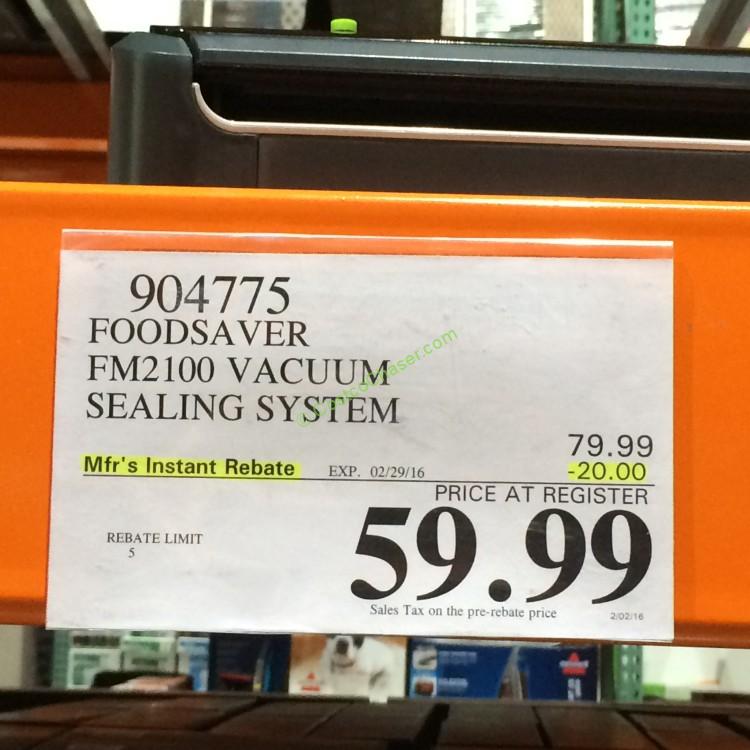 904775
FOODSAVER
FM2100 VACUUM
SEALING SYSTEM
79.99
Mfr's Instant Rebate EXP. 02/29/16 -20.00
PRICE AT REGISTER
59.99
REBATE LIMIT
5
Sales Tax on the pre-rebate price 2/02/16